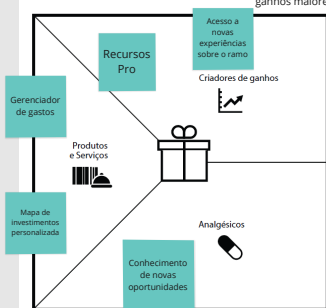 ganhos maiore
Acesso a
novas
experiências
sobre o ramo
Recursos
Pro
Criadores de ganhos
Gerenciador
de gastos
Produtos
e Serviços
Mapa de
investimentos
personalizada
Analgésicos
Conhecimento
de novas
oportunidades